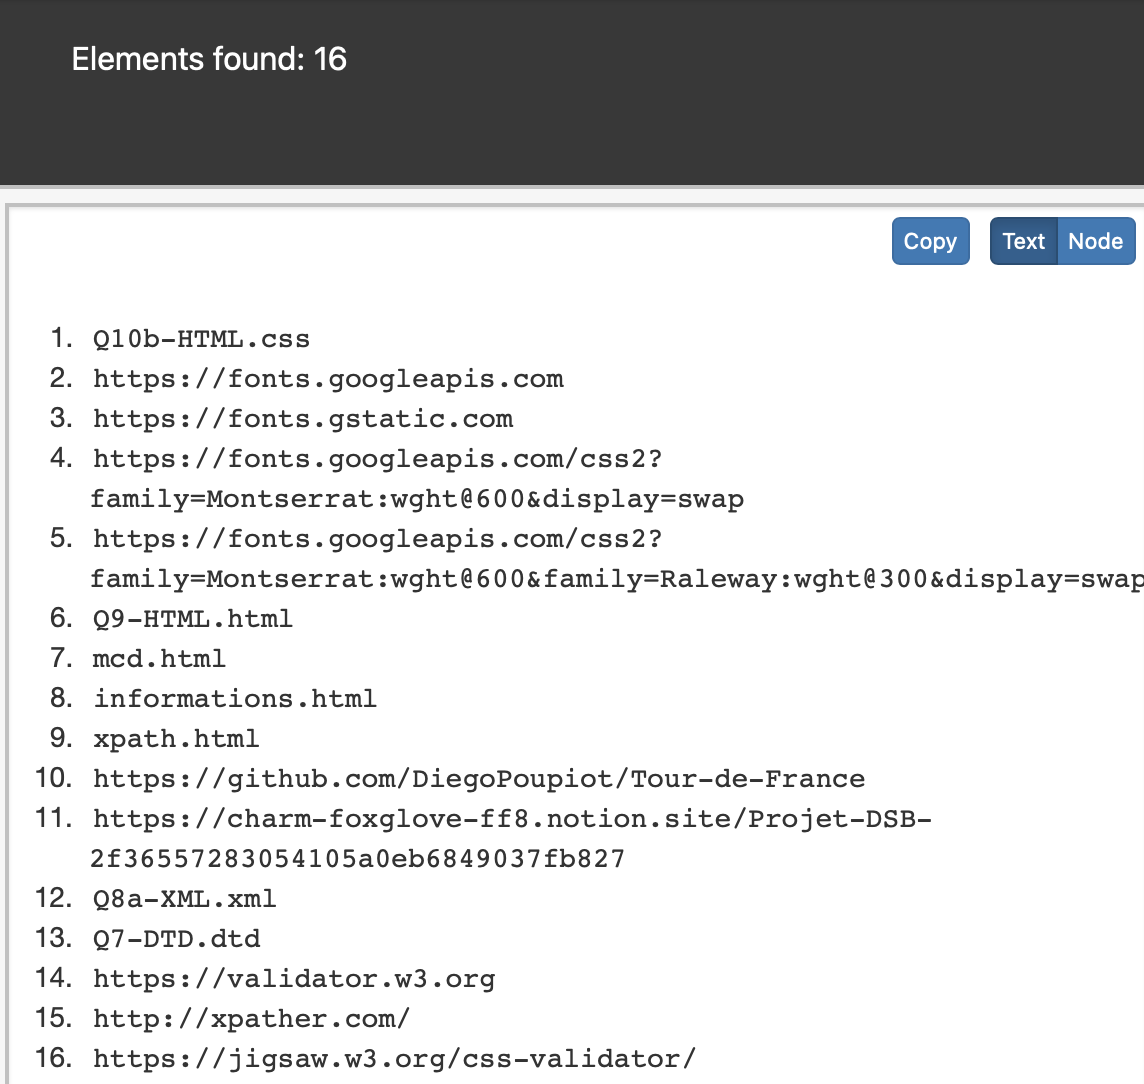 Elements found: 16
Copy Text Node
1. Q10b-HTML.css
2. https://fonts.googleapis.com
3. https://fonts.gstatic.com
4. https://fonts.googleapis.com/css2?
family=Montserrat:wght@600&display=swap
5. https://fonts.googleapis.com/css2?
family=Montserrat:wght@600&family=Raleway:wght@300&display=swap
6. Q9-HTML.html
7. mcd.html
8. informations.html
9. xpath.html
10. https://github.com/DiegoPoupiot/Tour-de-France
11. https://charm-foxglove-ff8.notion.site/Projet-DSB-
2f36557283054105a0eb6849037fb827
12. Q8a-XML.xml
13. Q7-DTD.dtd
14. https://validator.w3.org
15. http://xpather.com/
16. https://jigsaw.w3.org/css-validator/